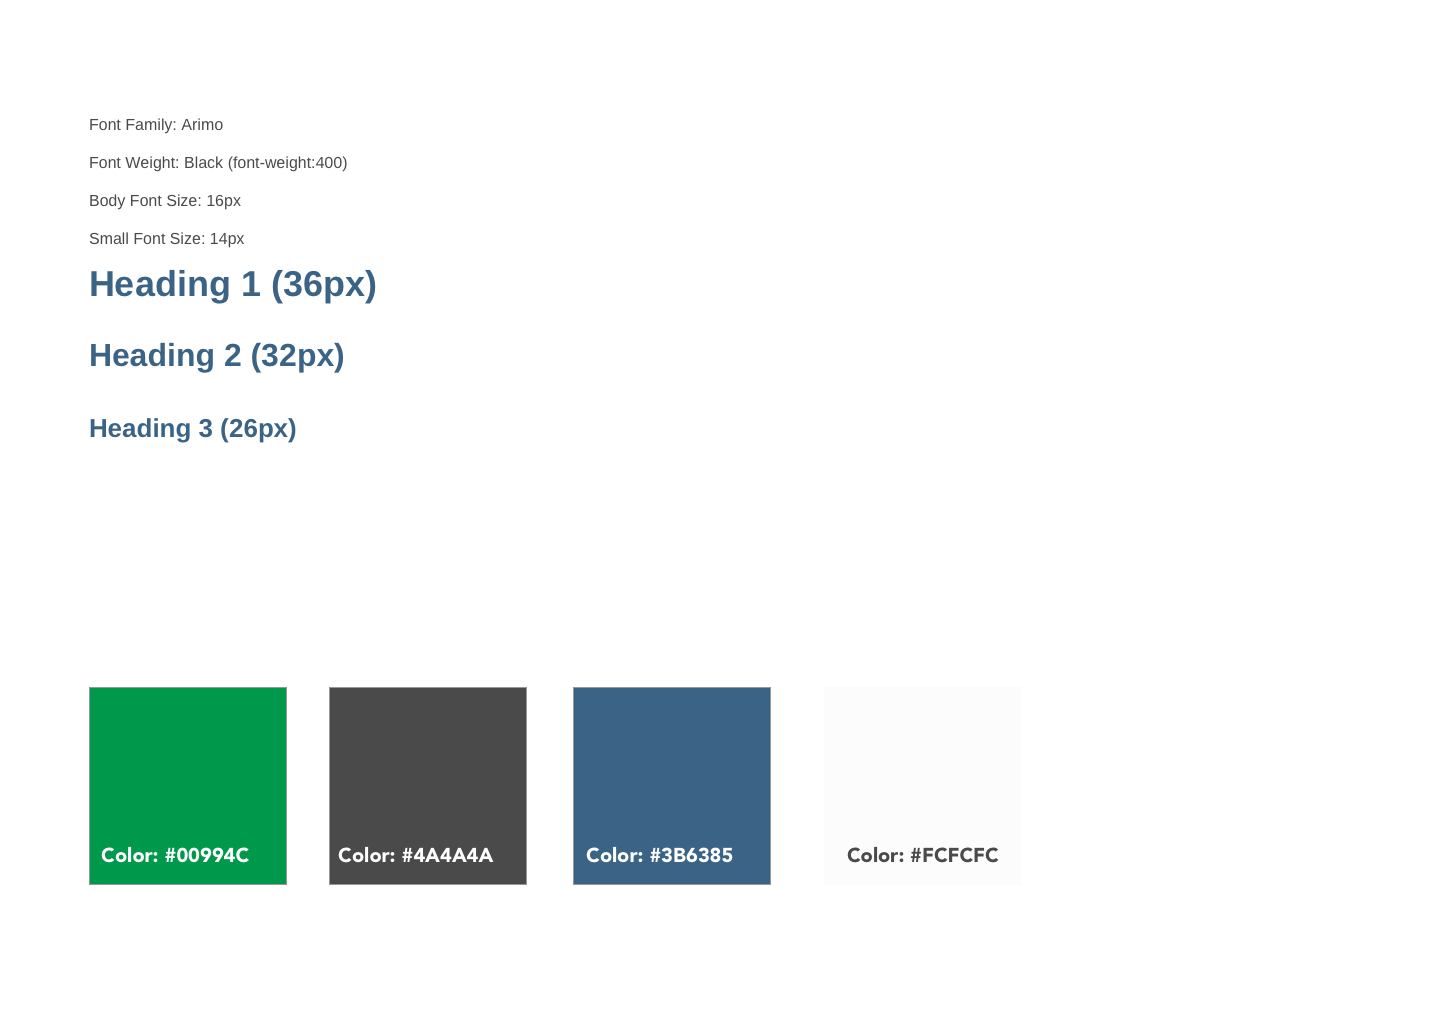 Font Family: Arimo
Font Weight: Black (font-weight:400)
Body Font Size: 16px
Small Font Size: 14px
Heading 1 (36px)
Heading 2 (32px)
Heading 3 (26px)
Color: #00994C
Color: #4A4A4A
Color: #3B6385
Color: #FCFCFC